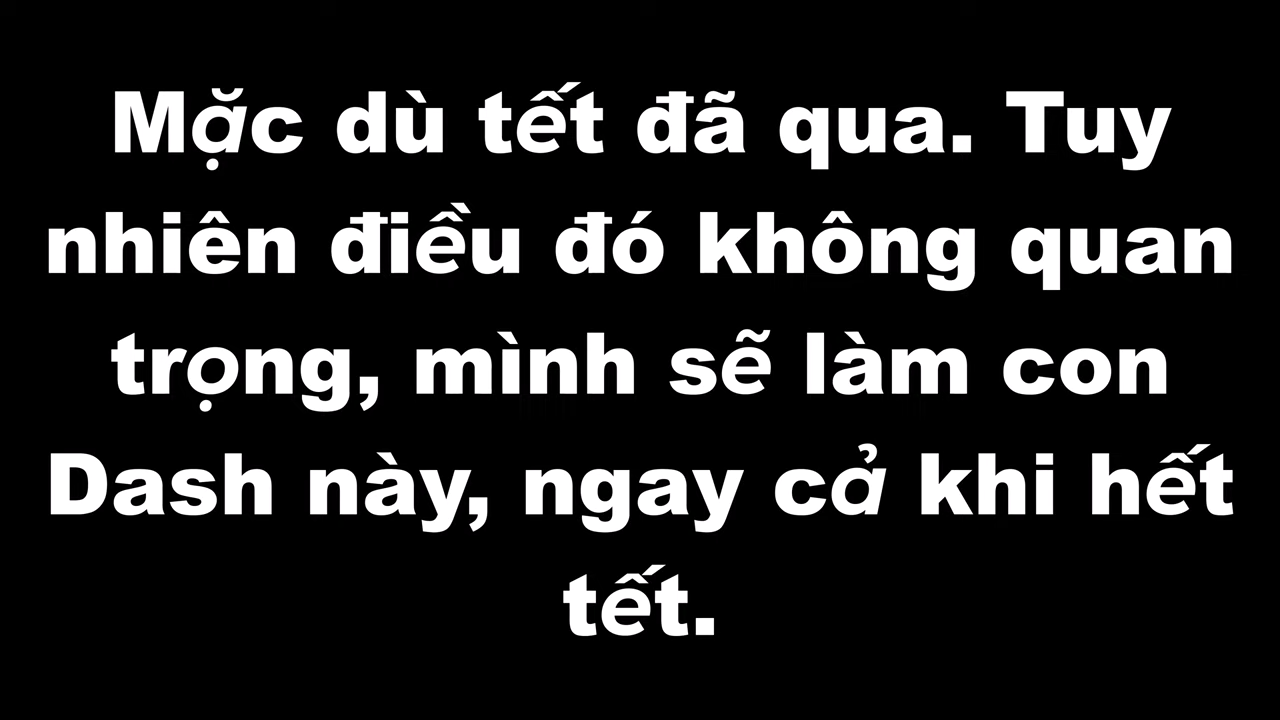 Mặc dù tết đã qua. Tuy
nhiên điều đó không quan
trọng, mình sẽ làm con
Dash này, ngay cả khi hết
tết.